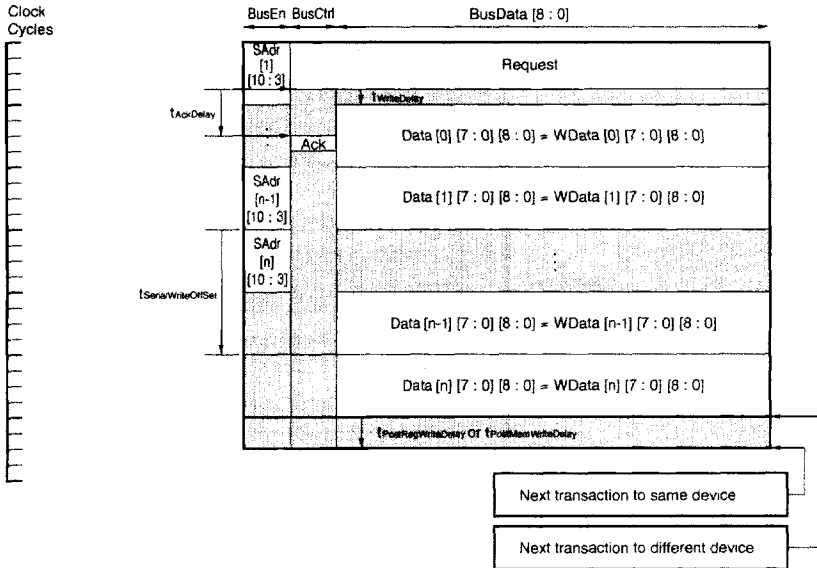 Clock
Cycles
BusEn BusCtrl BusData [8 : 0]
SAdr
[1]
[10 : 3]
Request
tWriteDelay
tAckDelay
Ack
Data [0] [7 : 0] [8 : 0] = WData [0] [7 : 0] [8 : 0]
SAdr
[n-1]
[10 : 3]
Data [1] [7 : 0] [8 : 0] = WData [1] [7 : 0] [8 : 0]
SAdr
[n]
[10 : 3]
tSerialWriteOffSet
Data [n-1] [7 : 0] [8 : 0] = WData [n-1] [7 : 0] [8 : 0]
Data [n] [7 : 0] [8 : 0] = WData [n] [7 : 0] [8 : 0]
tPostRegWriteDelay or tPostMemWriteDelay
Next transaction to same device
Next transaction to different device